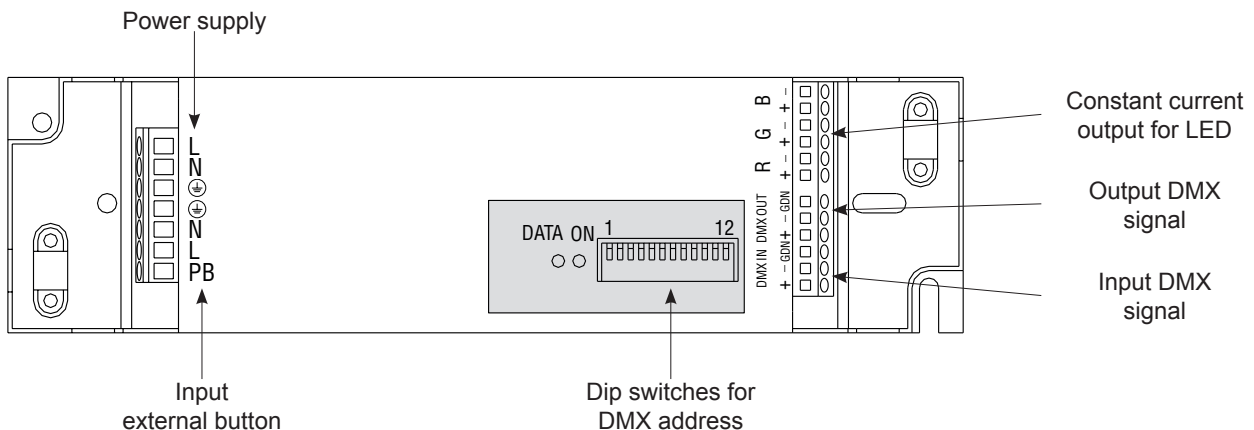 Power supply
L
N
N
L
PB
DATA ON
1 12
B - +
G - +
R - +
DMX OUT + - GDN
DMX IN + - GDN
Constant current
output for LED
Output DMX
signal
Input DMX
signal
Input
external button
Dip switches for
DMX address